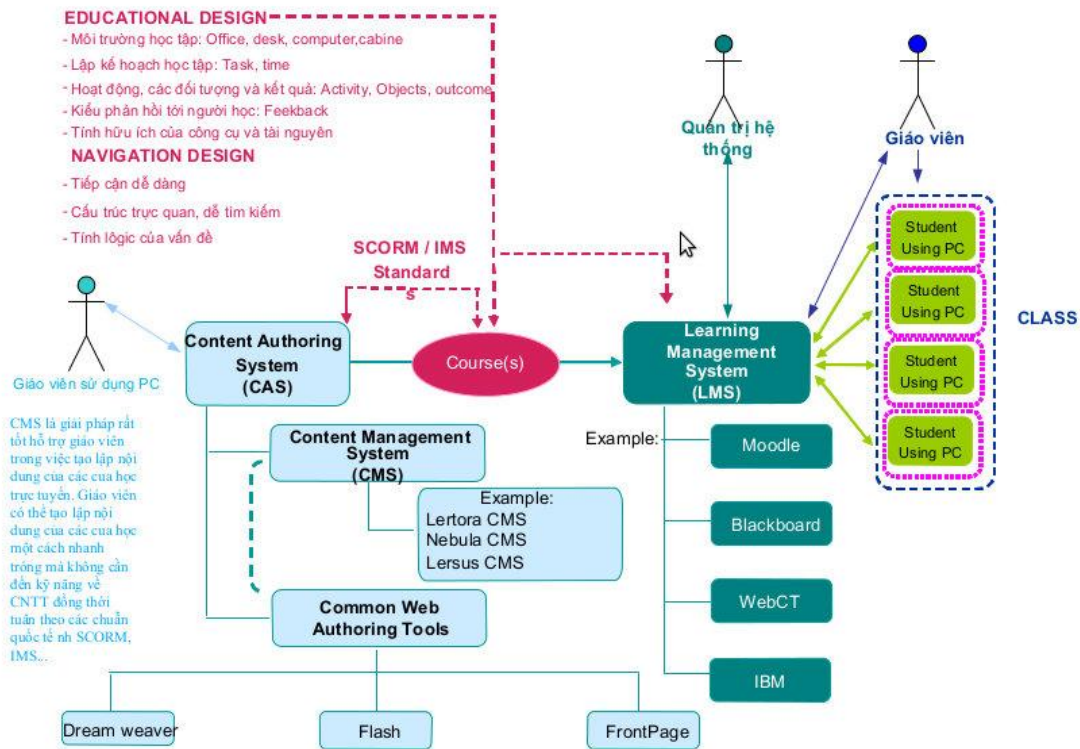 EDUCATIONAL DESIGN
- Môi trường học tập: Office, desk, computer,cabine
- Lập kế hoạch học tập: Task, time
- Hoạt động, các đối tượng và kết quả: Activity, Objects, outcome
- Kiểu phản hồi tới người học: Feekback
- Tính hữu ích của công cụ và tài nguyên
NAVIGATION DESIGN
- Tiếp cận dễ dàng
- Cấu trúc trực quan, dễ tìm kiếm
- Tính lôgic của vấn đề
Quản trị hệ
thống
Giáo viên
SCORM / IMS
Standard
s
Giáo viên sử dụng PC
Content Authoring
System
(CAS)
Course(s)
Learning
Management
System
(LMS)
Student
Using PC
Student
Using PC
Student
Using PC
Student
Using PC
CLASS
CMS là giải pháp rất
tốt hỗ trợ giáo viên
trong việc tạo lập nội
dung của các cua học
trực tuyến. Giáo viên
có thể tạo lập nội
dung của các cua học
một cách nhanh
tróng mà không cần
đến kỹ năng về
CNTT đồng thời
tuân theo các chuẩn
quốc tế nh SCORM,
IMS...
Content Management
System
(CMS)
Example:
Lertora CMS
Nebula CMS
Lersus CMS
Common Web
Authoring Tools
Dream weaver
Flash
FrontPage
Example:
Moodle
Blackboard
WebCT
IBM